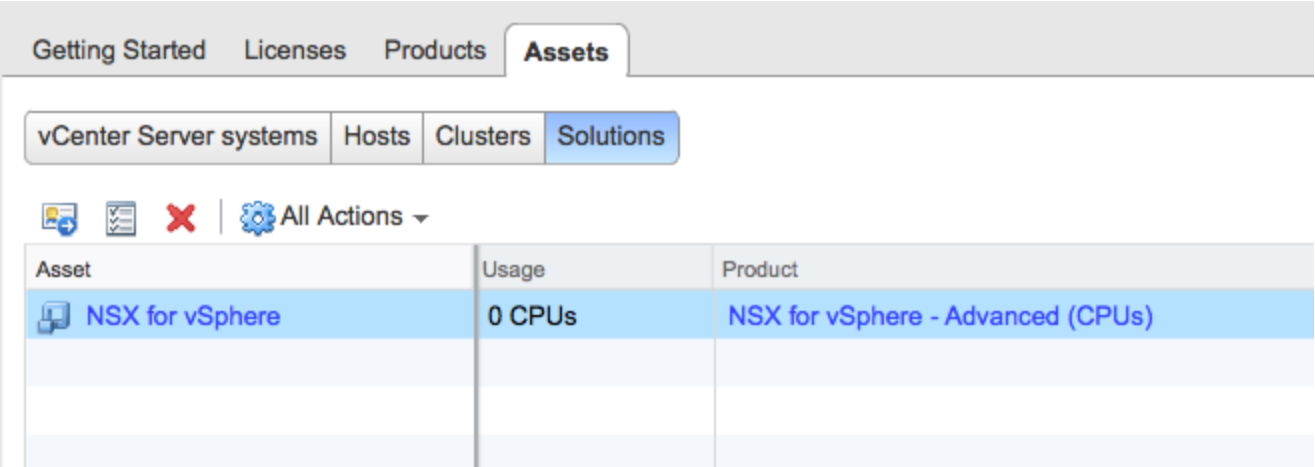 Getting Started Licenses Products Assets
vCenter Server systems Hosts Clusters Solutions
All Actions
Asset Usage Product
NSX for vSphere 0 CPUs NSX for vSphere - Advanced (CPUs)